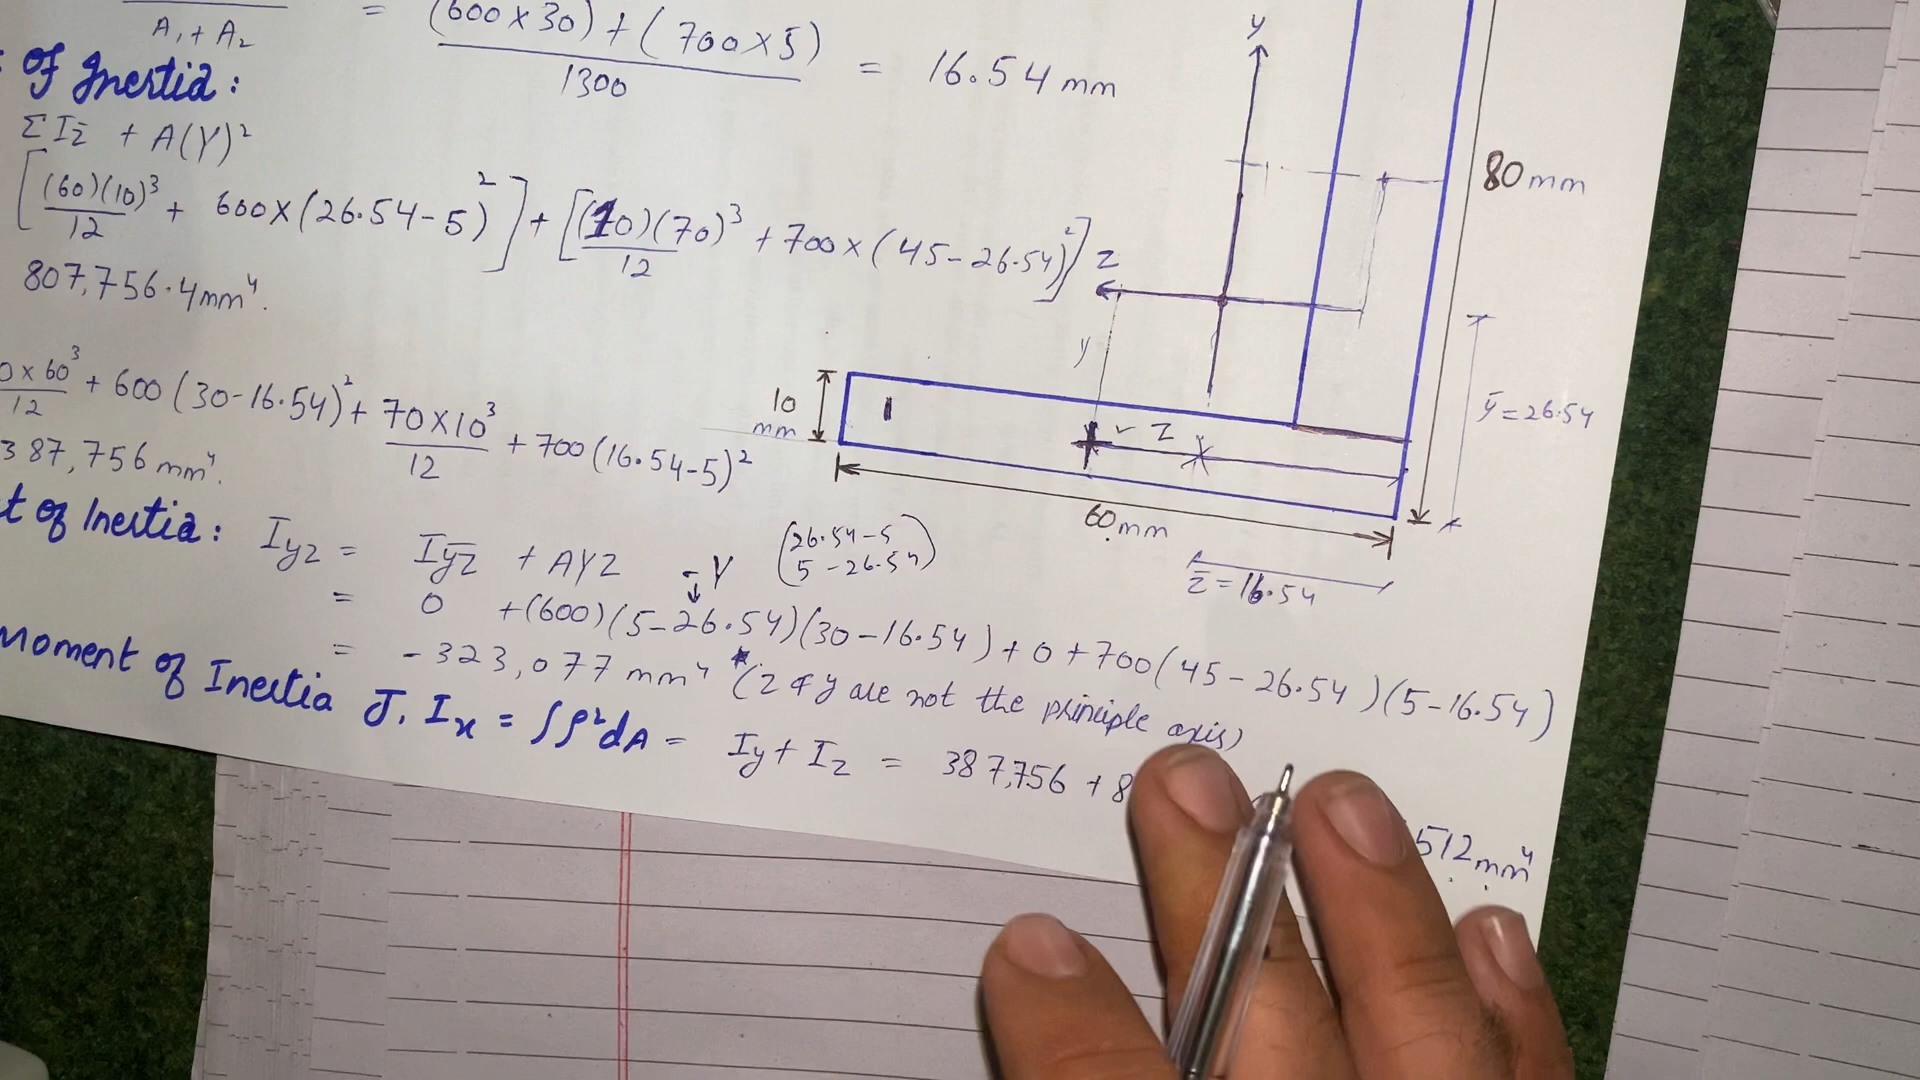 A₁+A₂ = (600×30)+(700×5) / 1300 = 16.54 mm
Of Inertia:
ΣIz̄ + A(Y)²
[(60)(10)³/12 + 600×(26.54-5)²] + [(10)(70)³/12 + 700×(45-26.54)²]
807,756.4mm⁴.
0×60³/12 + 600(30-16.54)² + 70×10³/12 + 700(16.54-5)²
387,756 mm⁴.
t of Inertia: Iyz = Iȳz̄ + AYZ
-Y (26.54-5
5-26.54)
= 0 +(600)(5-26.54)(30-16.54)+0+700(45-26.54)(5-16.54)
= -323,077 mm⁴ *(z & y are not the principle axis)
Moment of Inertia J, Ix = ∫ρ²dA = Iy+Iz = 387,756 + 8
512mm⁴
y
z
80mm
y
10
mm
1
z
ȳ=26.54
60mm
z̄=16.54